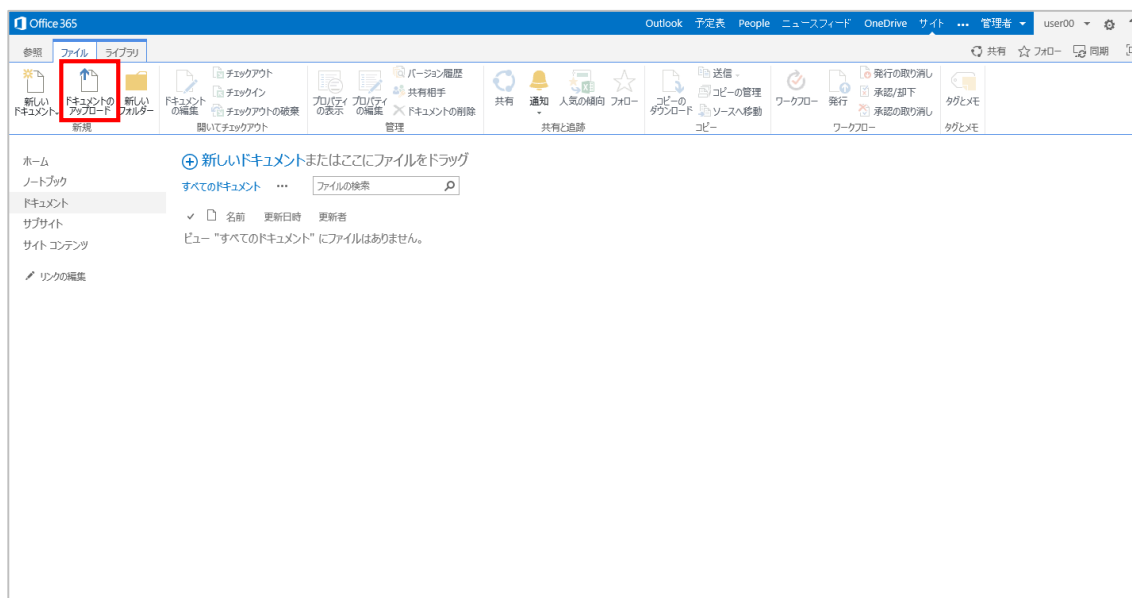 Office 365
Outlook 予定表 People ニュースフィード OneDrive サイト ••• 管理者 user00
参照 ファイル ライブラリ
共有 フォロー 同期
新しいドキュメント
ドキュメントのアップロード
新しいフォルダー
新規
ドキュメントの編集
チェックアウト
チェックイン
チェックアウトの破棄
開いてチェックアウト
プロパティの表示
プロパティの編集
バージョン履歴
共有相手
ドキュメントの削除
管理
共有
通知
人気の傾向
フォロー
共有と追跡
コピーのダウンロード
送信
コピーの管理
ソースへ移動
コピー
ワークフロー
発行
発行の取り消し
承認/却下
承認の取り消し
ワークフロー
タグとメモ
タグとメモ
ホーム
ノートブック
ドキュメント
サブサイト
サイト コンテンツ
リンクの編集
新しいドキュメントまたはここにファイルをドラッグ
すべてのドキュメント ••• ファイルの検索
名前 更新日時 更新者
ビュー "すべてのドキュメント" にファイルはありません。